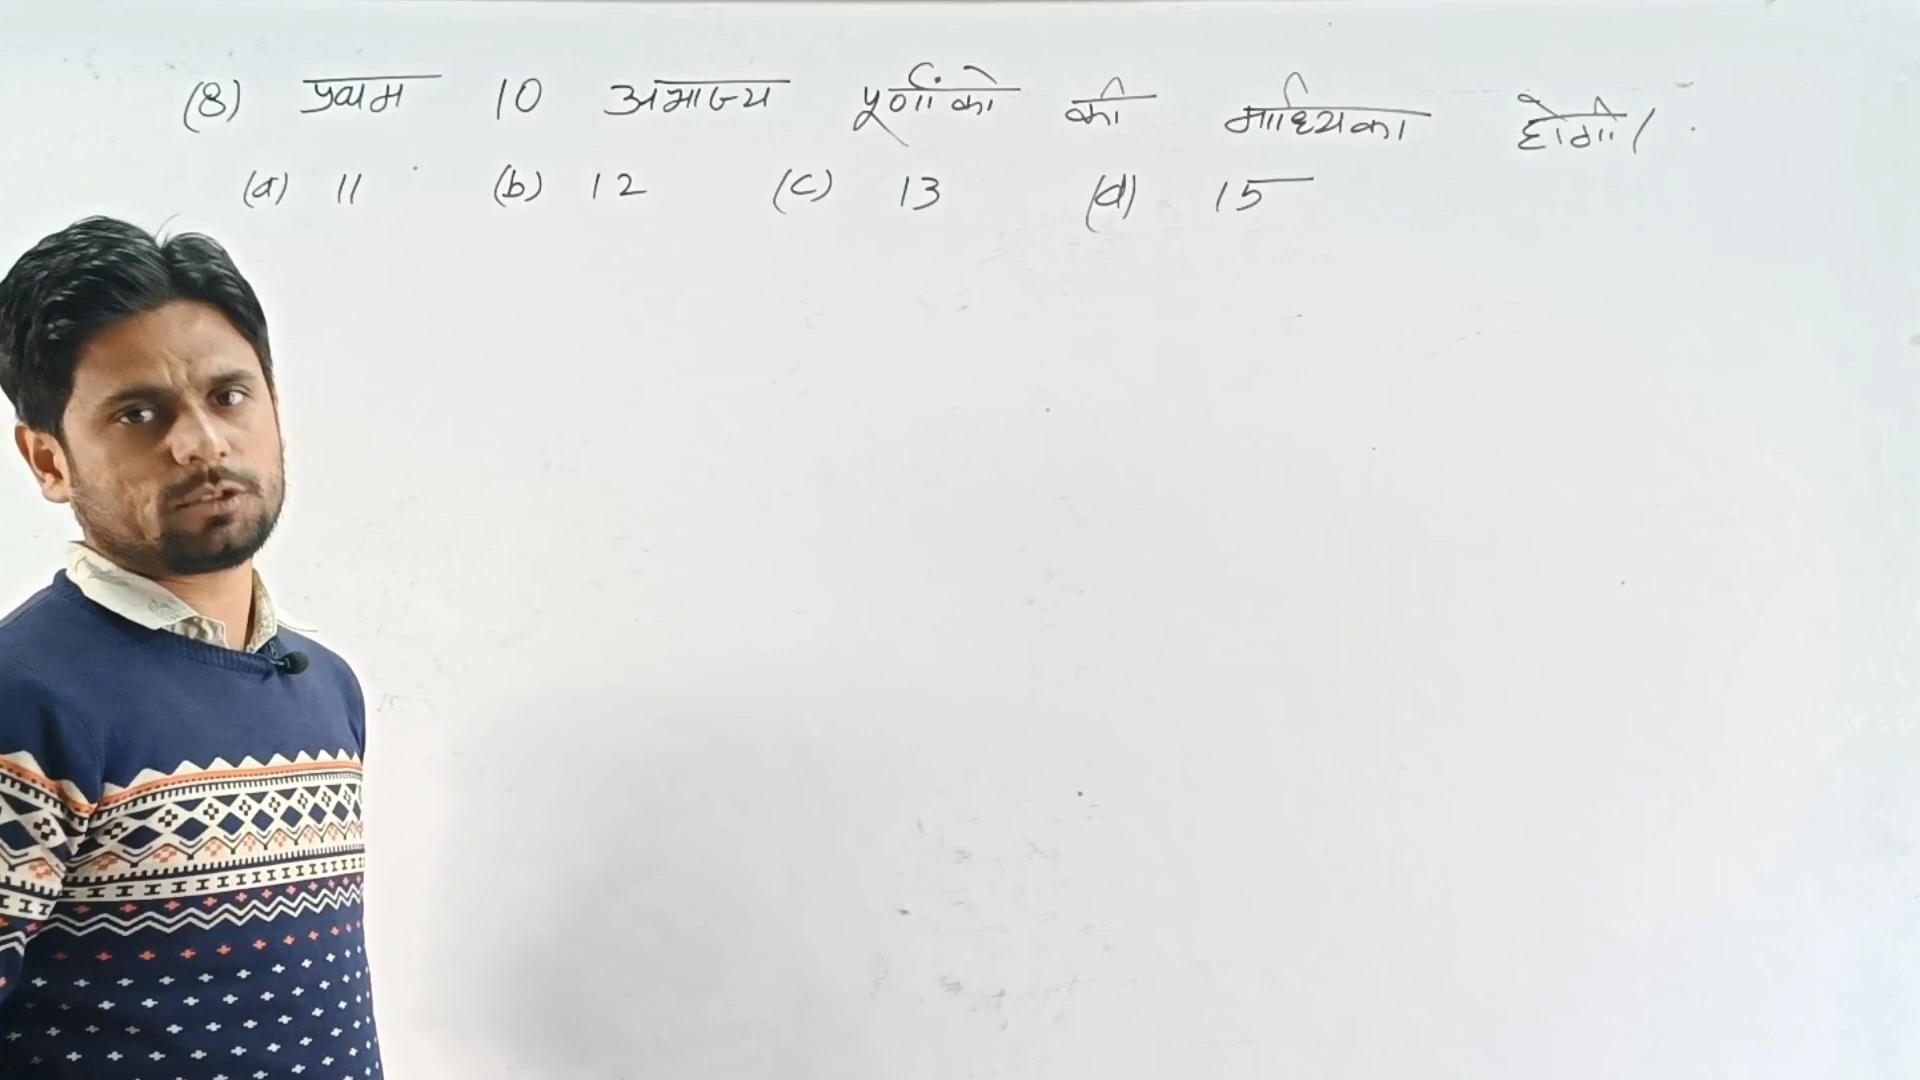 (8) प्रथम 10 अभाज्य पूर्णांको की माध्यिका होगी।
(a) 11 (b) 12 (c) 13 (d) 15